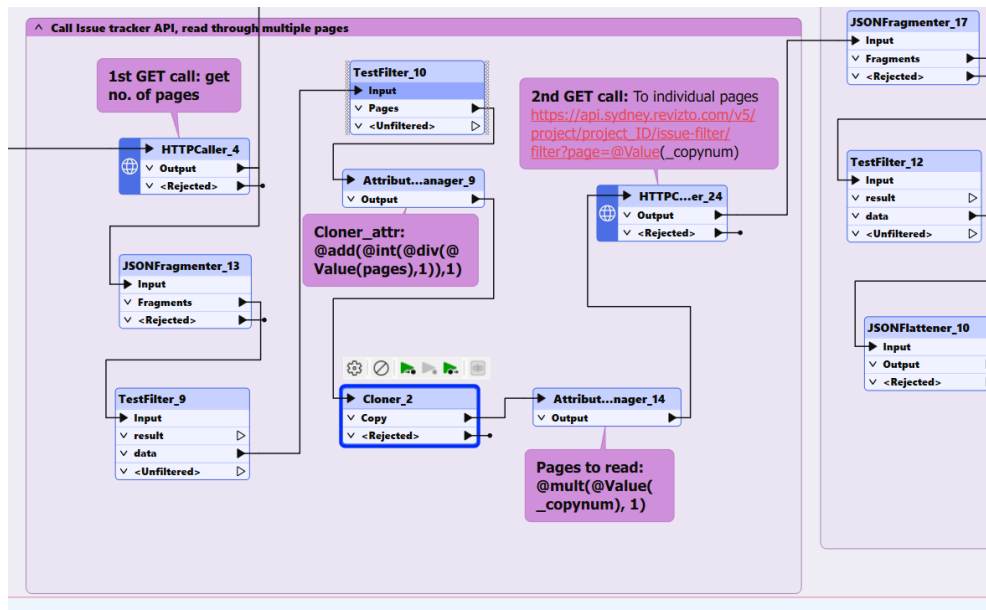 Call Issue tracker API, read through multiple pages
1st GET call: get
no. of pages
HTTPCaller_4
Output
<Rejected>
JSONFragmenter_13
Input
Fragments
<Rejected>
TestFilter_9
Input
result
data
<Unfiltered>
TestFilter_10
Input
Pages
<Unfiltered>
Attribut...anager_9
Output
Cloner_attr:
@add(@int(@div(@
Value(pages),1)),1)
Cloner_2
Copy
<Rejected>
2nd GET call: To individual pages
https://api.sydney.revizto.com/v5/
project/project_ID/issue-filter/
filter?page=@Value(_copynum)
HTTPC...er_24
Output
<Rejected>
Attribut...nager_14
Output
Pages to read:
@mult(@Value(
_copynum), 1)
JSONFragmenter_17
Input
Fragments
<Rejected>
TestFilter_12
Input
result
data
<Unfiltered>
JSONFlattener_10
Input
Output
<Rejected>